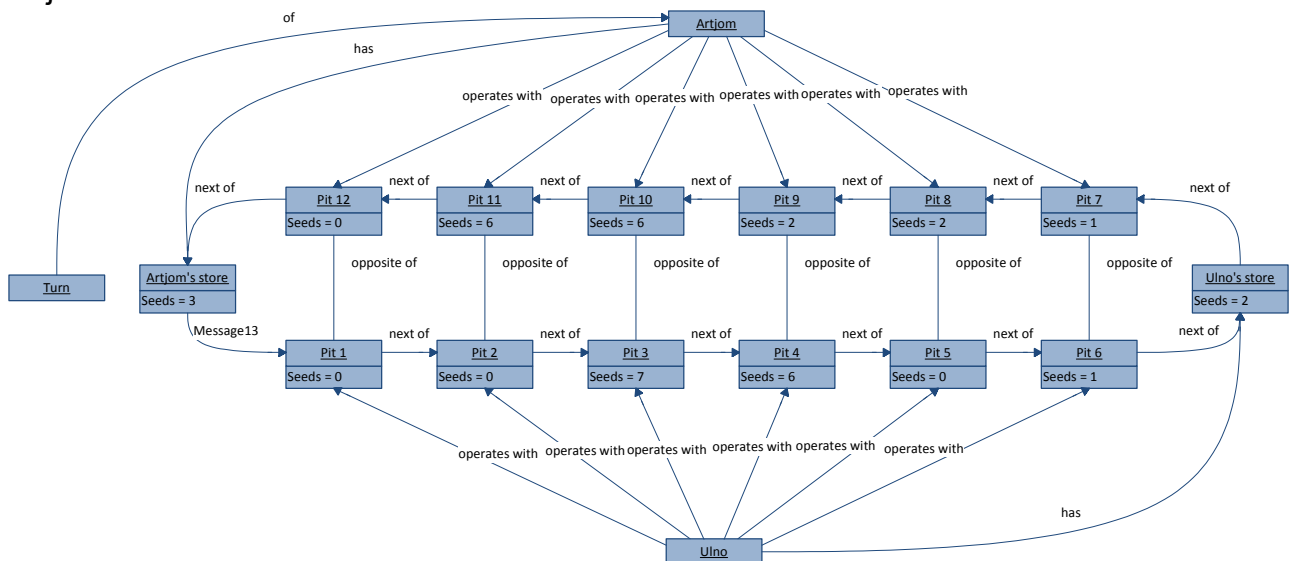 of
Artjom
has
operates with operates with operates with operates with operates with operates with
next of next of next of next of next of next of next of
Pit 12 Pit 11 Pit 10 Pit 9 Pit 8 Pit 7
Seeds = 0 Seeds = 6 Seeds = 6 Seeds = 2 Seeds = 2 Seeds = 1
opposite of opposite of opposite of opposite of opposite of opposite of
Turn Artjom's store Ulno's store
Seeds = 3 Seeds = 2
Message13 next of next of next of next of next of next of
Pit 1 Pit 2 Pit 3 Pit 4 Pit 5 Pit 6
Seeds = 0 Seeds = 0 Seeds = 7 Seeds = 6 Seeds = 0 Seeds = 1
operates with operates with operates with operates with operates with operates with
has
Ulno